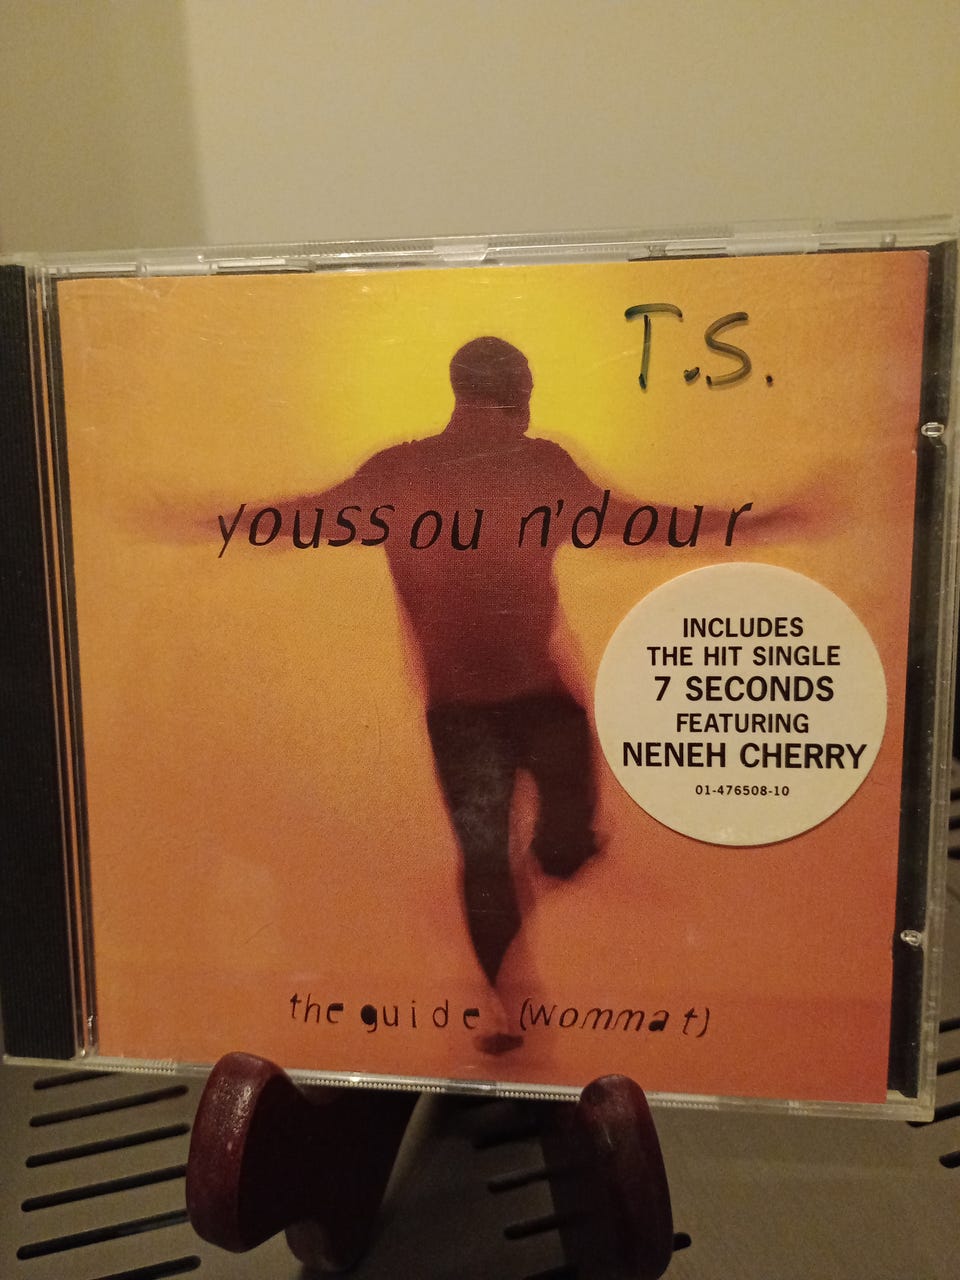 T.S.
youssou n'dour
INCLUDES
THE HIT SINGLE
7 SECONDS
FEATURING
NENEH CHERRY
01-476508-10
the guide (wommat)